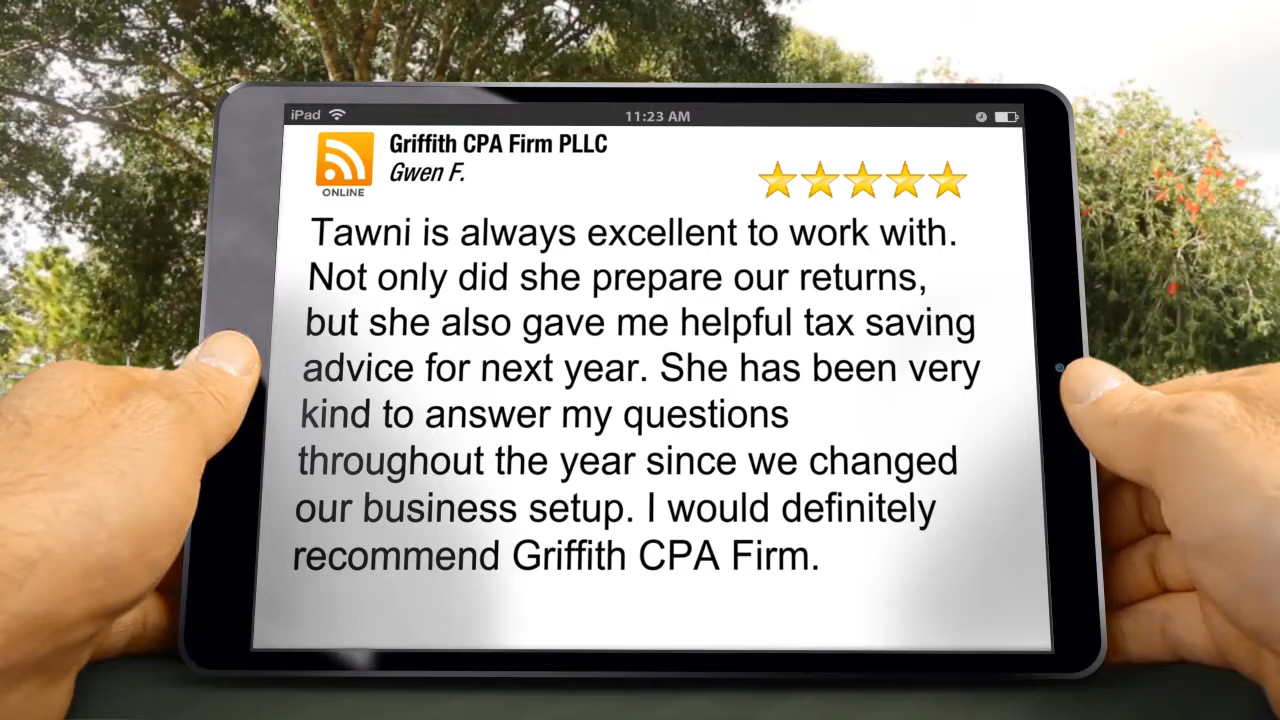 iPad 11:23 AM
Griffith CPA Firm PLLC
Gwen F.
ONLINE
Tawni is always excellent to work with.
Not only did she prepare our returns,
but she also gave me helpful tax saving
advice for next year. She has been very
kind to answer my questions
throughout the year since we changed
our business setup. I would definitely
recommend Griffith CPA Firm.